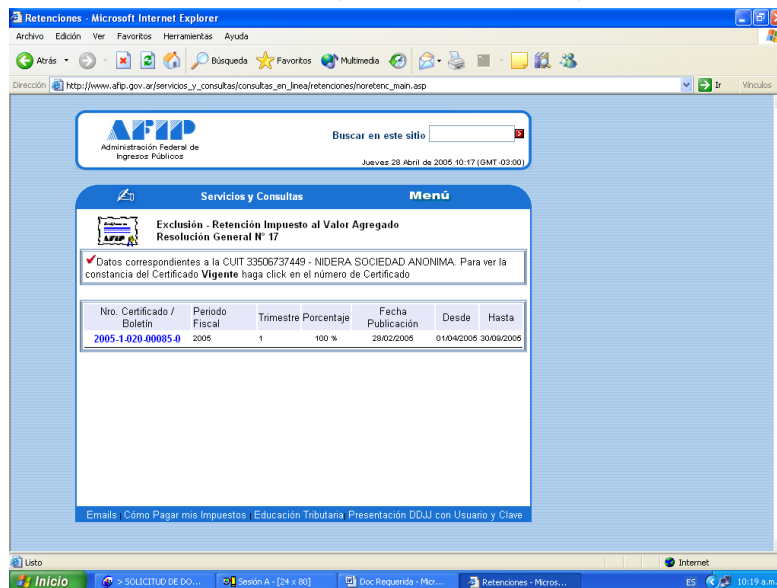 Retenciones - Microsoft Internet Explorer
Archivo Edición Ver Favoritos Herramientas Ayuda
Atrás Búsqueda Favoritos Multimedia
Dirección http://www.afip.gov.ar/servicios_y_consultas/consultas_en_linea/retenciones/noretenc_main.asp Ir Vínculos
AFIP
Administración Federal de
Ingresos Públicos
Buscar en este sitio
Jueves 28 Abril de 2005 10:17 (GMT -03:00)
Servicios y Consultas Menú
Exclusión - Retención Impuesto al Valor Agregado
Resolución General Nº 17
AFIP
Datos correspondientes a la CUIT 33506737449 - NIDERA SOCIEDAD ANONIMA. Para ver la
constancia del Certificado Vigente haga click en el número de Certificado
Nro. Certificado / Boletín Periodo Fiscal Trimestre Porcentaje Fecha Publicación Desde Hasta
2005-1-020-00085-0 2005 1 100 % 28/02/2005 01/04/2005 30/09/2005
Emails | Cómo Pagar mis Impuestos | Educación Tributaria | Presentación DDJJ con Usuario y Clave
Listo Internet
Inicio > SOLICITUD DE DO... Sesión A - [24 x 80] Doc Requerida - Micr... Retenciones - Micros... ES 10:19 a.m.